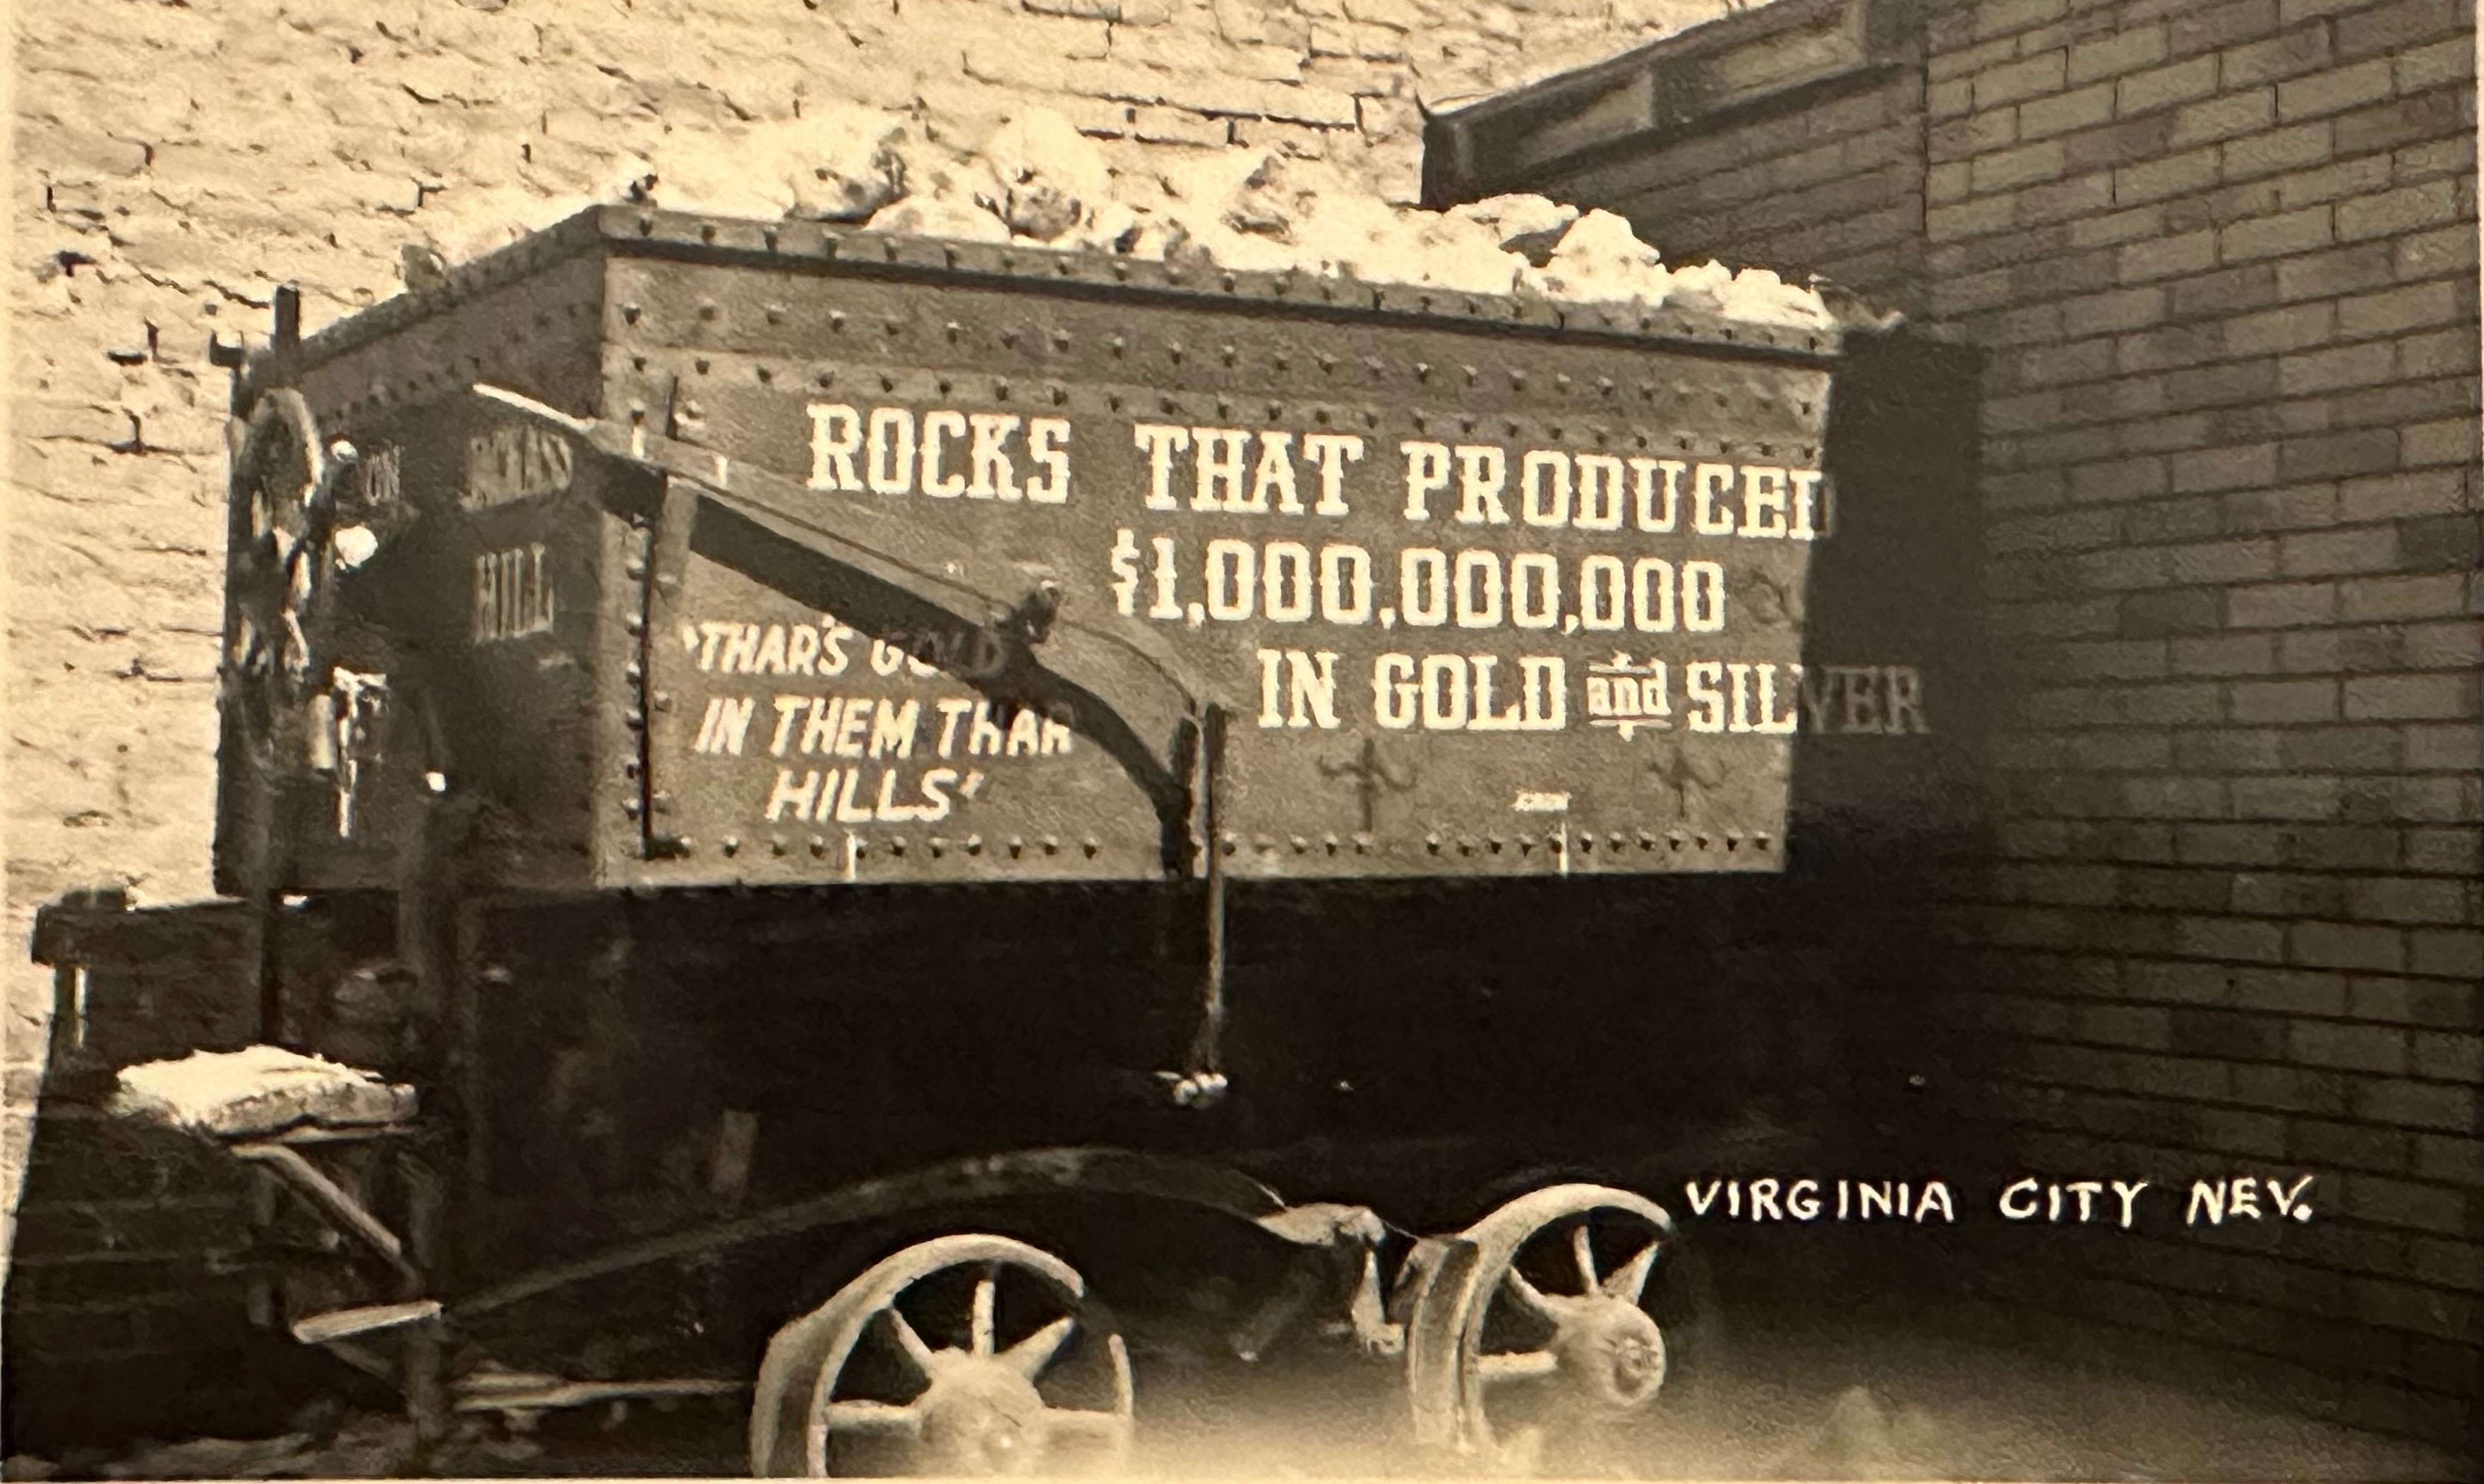 ROCKS THAT PRODUCED
$1,000,000,000
IN GOLD and SILVER
'THAR'S GOLD
IN THEM THAR
HILLS'
HILL
VIRGINIA CITY NEV.